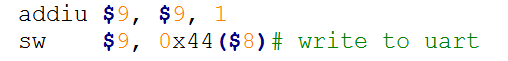 addiu $9, $9, 1
sw $9, 0x44($8)# write to uart